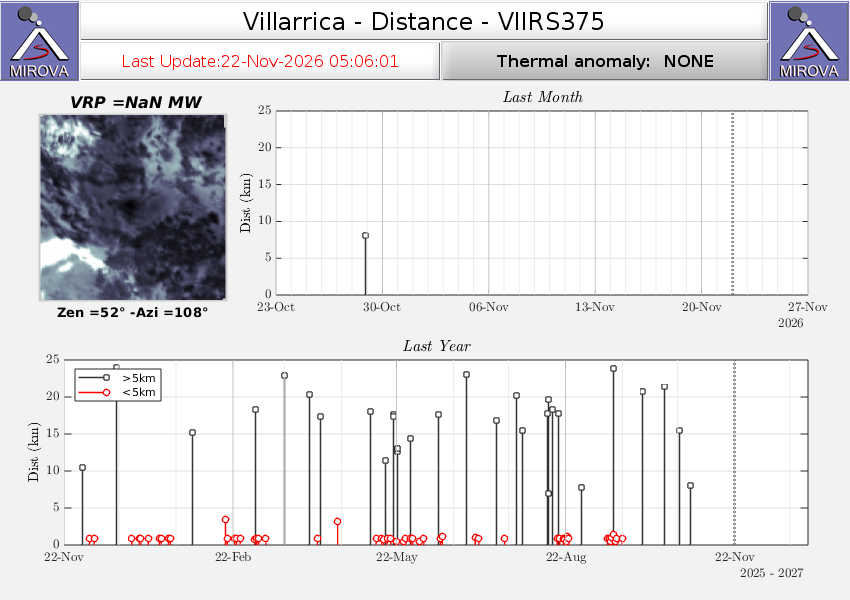 Villarrica - Distance - VIIRS375
MIROVA
Last Update:22-Nov-2026 05:06:01
Thermal anomaly: NONE
MIROVA
VRP =NaN MW
Zen =52° -Azi =108°
Last Month
Dist (km)
25
20
15
10
5
0
23-Oct
30-Oct
06-Nov
13-Nov
20-Nov
27-Nov
2026
Last Year
Dist (km)
25
20
15
10
5
0
>5km
<5km
22-Nov
22-Feb
22-May
22-Aug
22-Nov
2025 - 2027